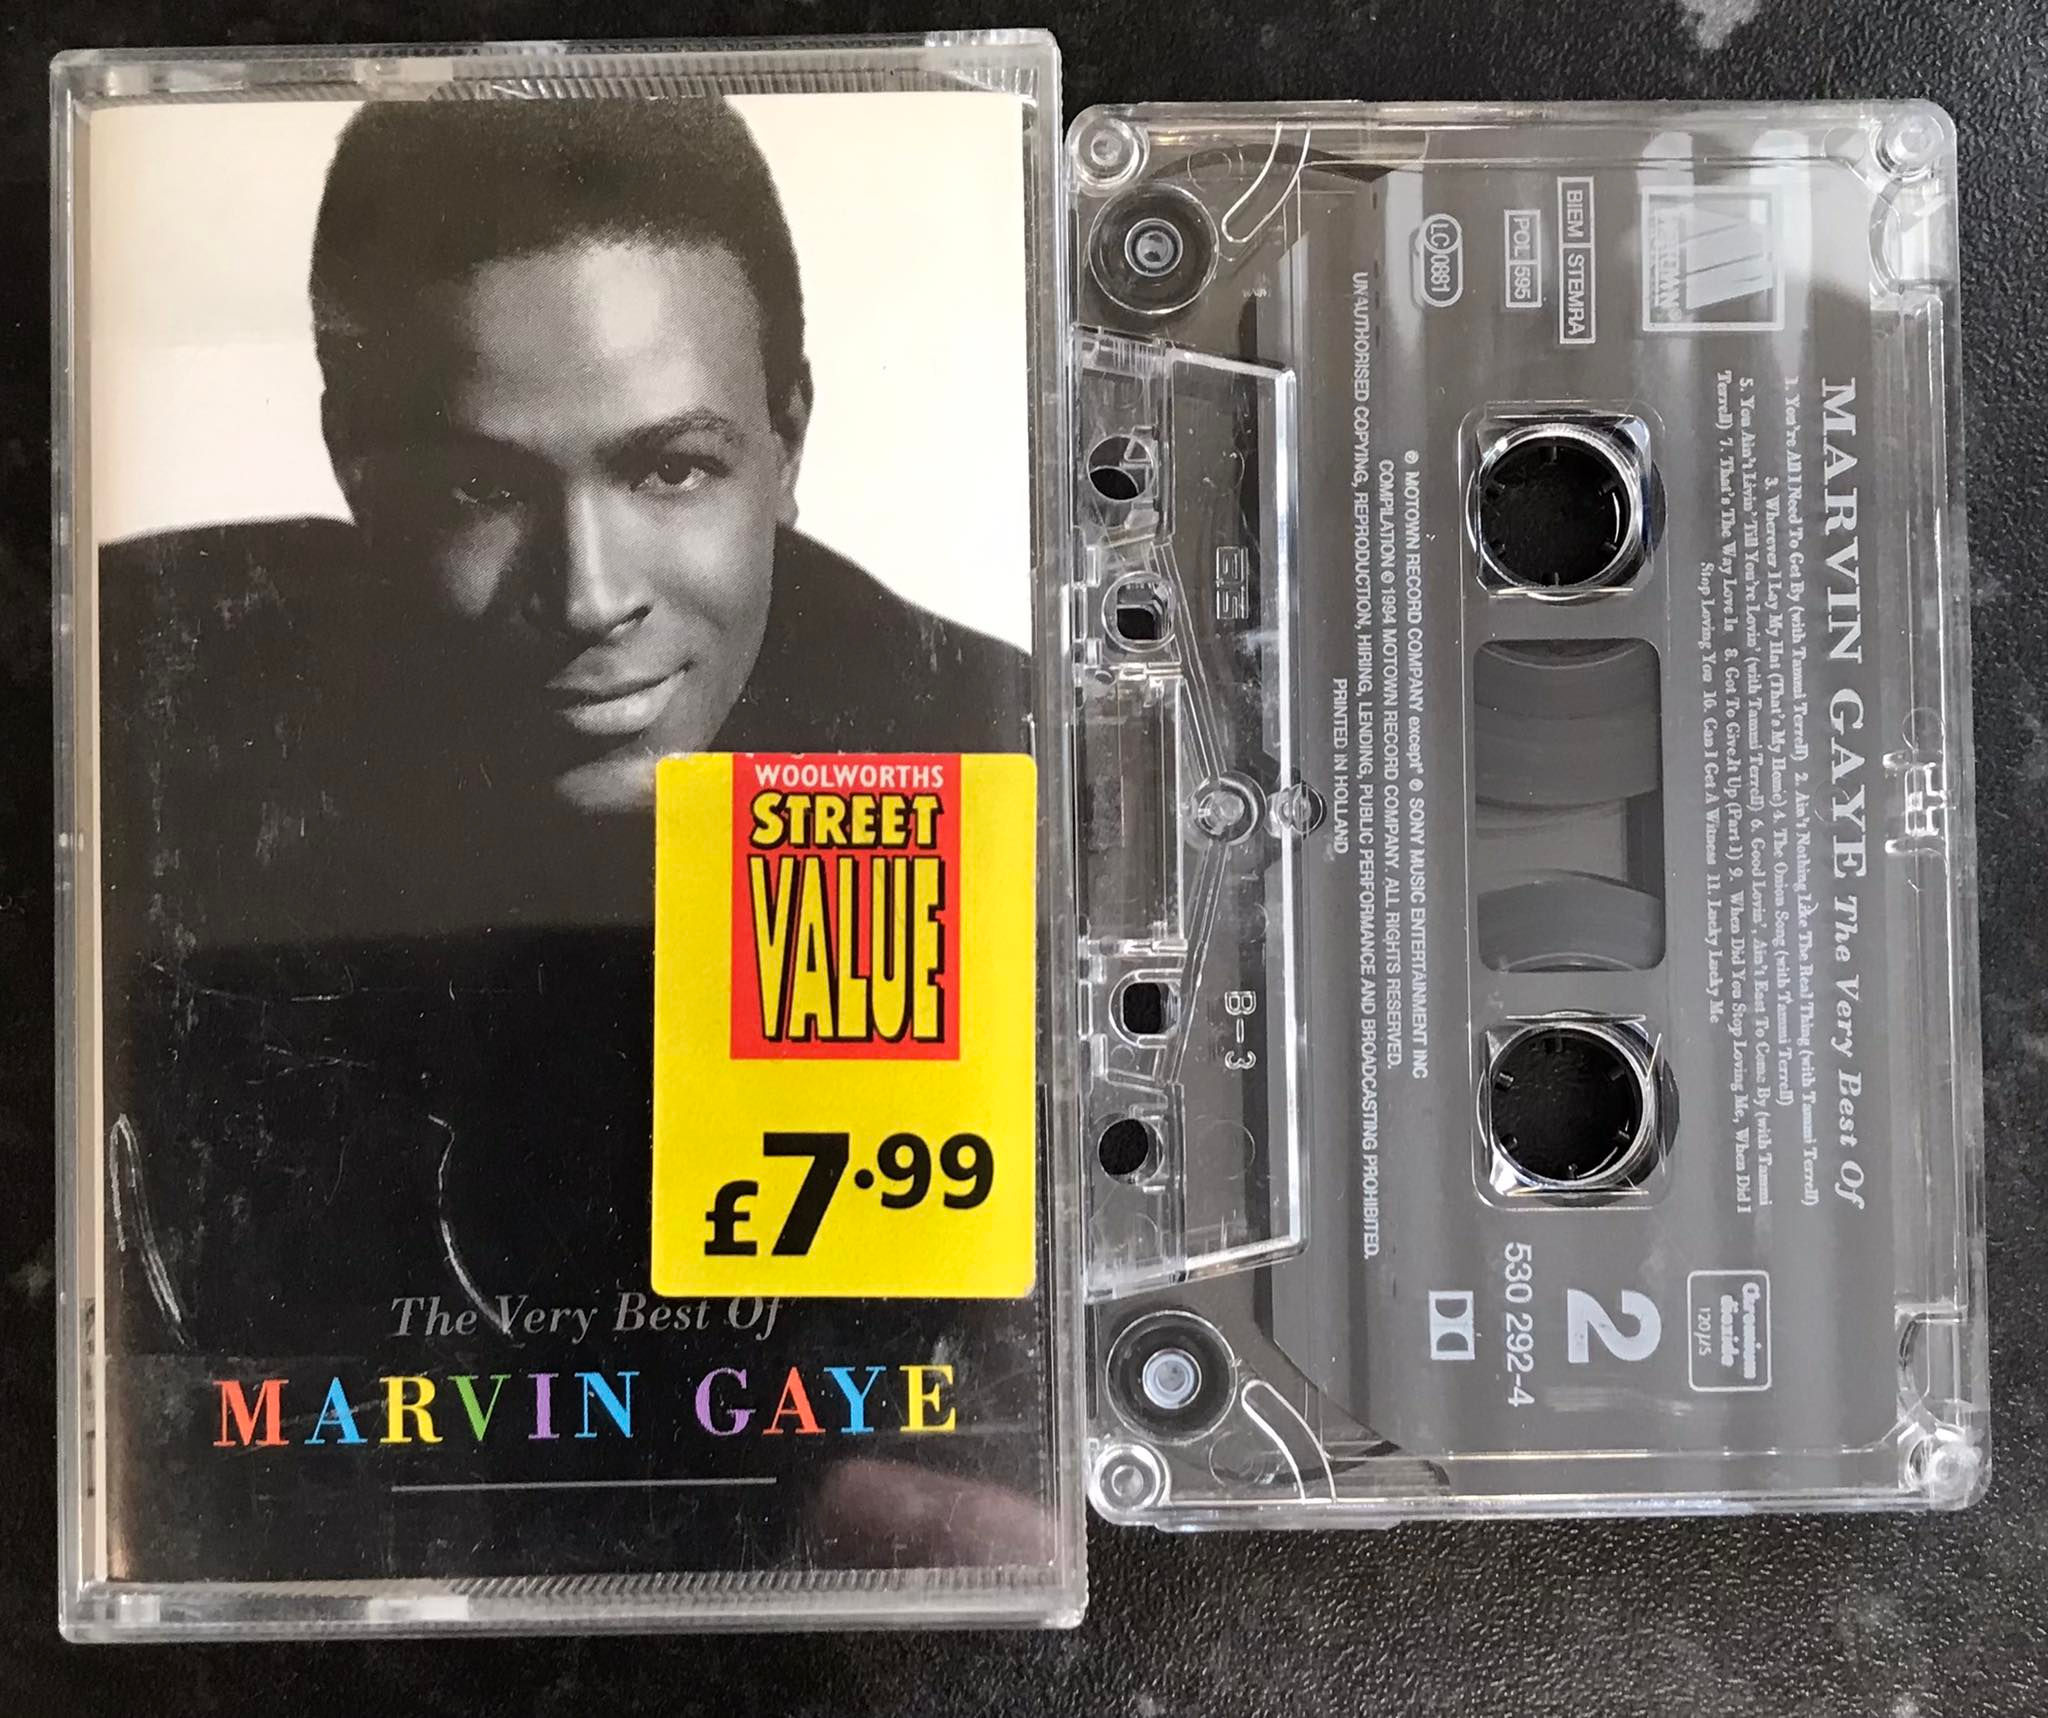 WOOLWORTHS
STREET
VALUE
£7.99
The Very Best Of
MARVIN GAYE
MARVIN GAYE The Very Best Of
1. You're All I Need To Get By (with Tammi Terrell) 2. Ain't Nothing Like The Real Thing (with Tammi Terrell)
3. Wherever I Lay My Hat (That's My Home) 4. The Onion Song (with Tammi Terrell)
5. You Ain't Livin' Till You're Lovin' (with Tammi Terrell) 6. Good Lovin', Ain't East To Come By (with Tammi
Terrell) 7. That's The Way Love Is 8. Got To Give It Up (Part 1) 9. When Did You Stop Loving Me, When Did I
Stop Loving You 10. Can I Get A Witness 11. Lucky Lucky Me
MOTOWN®
BIEM STEMRA
POL 595
LC 0881
Chromium
dioxide
120µS
2
530 292-4
℗ MOTOWN RECORD COMPANY except* ℗ SONY MUSIC ENTERTAINMENT INC
COMPILATION © 1994 MOTOWN RECORD COMPANY. ALL RIGHTS RESERVED.
UNAUTHORISED COPYING, REPRODUCTION, HIRING, LENDING, PUBLIC PERFORMANCE AND BROADCASTING PROHIBITED.
PRINTED IN HOLLAND
B-3